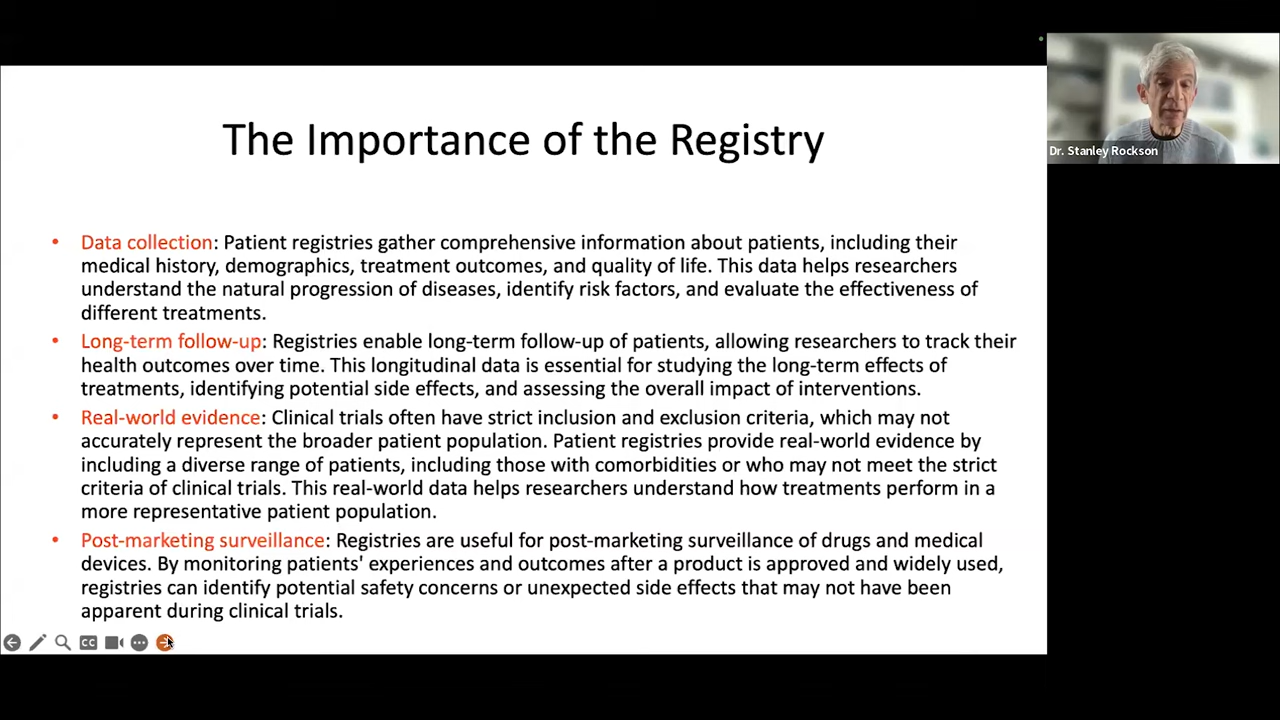 The Importance of the Registry
Dr. Stanley Rockson
• Data collection: Patient registries gather comprehensive information about patients, including their
medical history, demographics, treatment outcomes, and quality of life. This data helps researchers
understand the natural progression of diseases, identify risk factors, and evaluate the effectiveness of
different treatments.
• Long-term follow-up: Registries enable long-term follow-up of patients, allowing researchers to track their
health outcomes over time. This longitudinal data is essential for studying the long-term effects of
treatments, identifying potential side effects, and assessing the overall impact of interventions.
• Real-world evidence: Clinical trials often have strict inclusion and exclusion criteria, which may not
accurately represent the broader patient population. Patient registries provide real-world evidence by
including a diverse range of patients, including those with comorbidities or who may not meet the strict
criteria of clinical trials. This real-world data helps researchers understand how treatments perform in a
more representative patient population.
• Post-marketing surveillance: Registries are useful for post-marketing surveillance of drugs and medical
devices. By monitoring patients' experiences and outcomes after a product is approved and widely used,
registries can identify potential safety concerns or unexpected side effects that may not have been
apparent during clinical trials.
CC